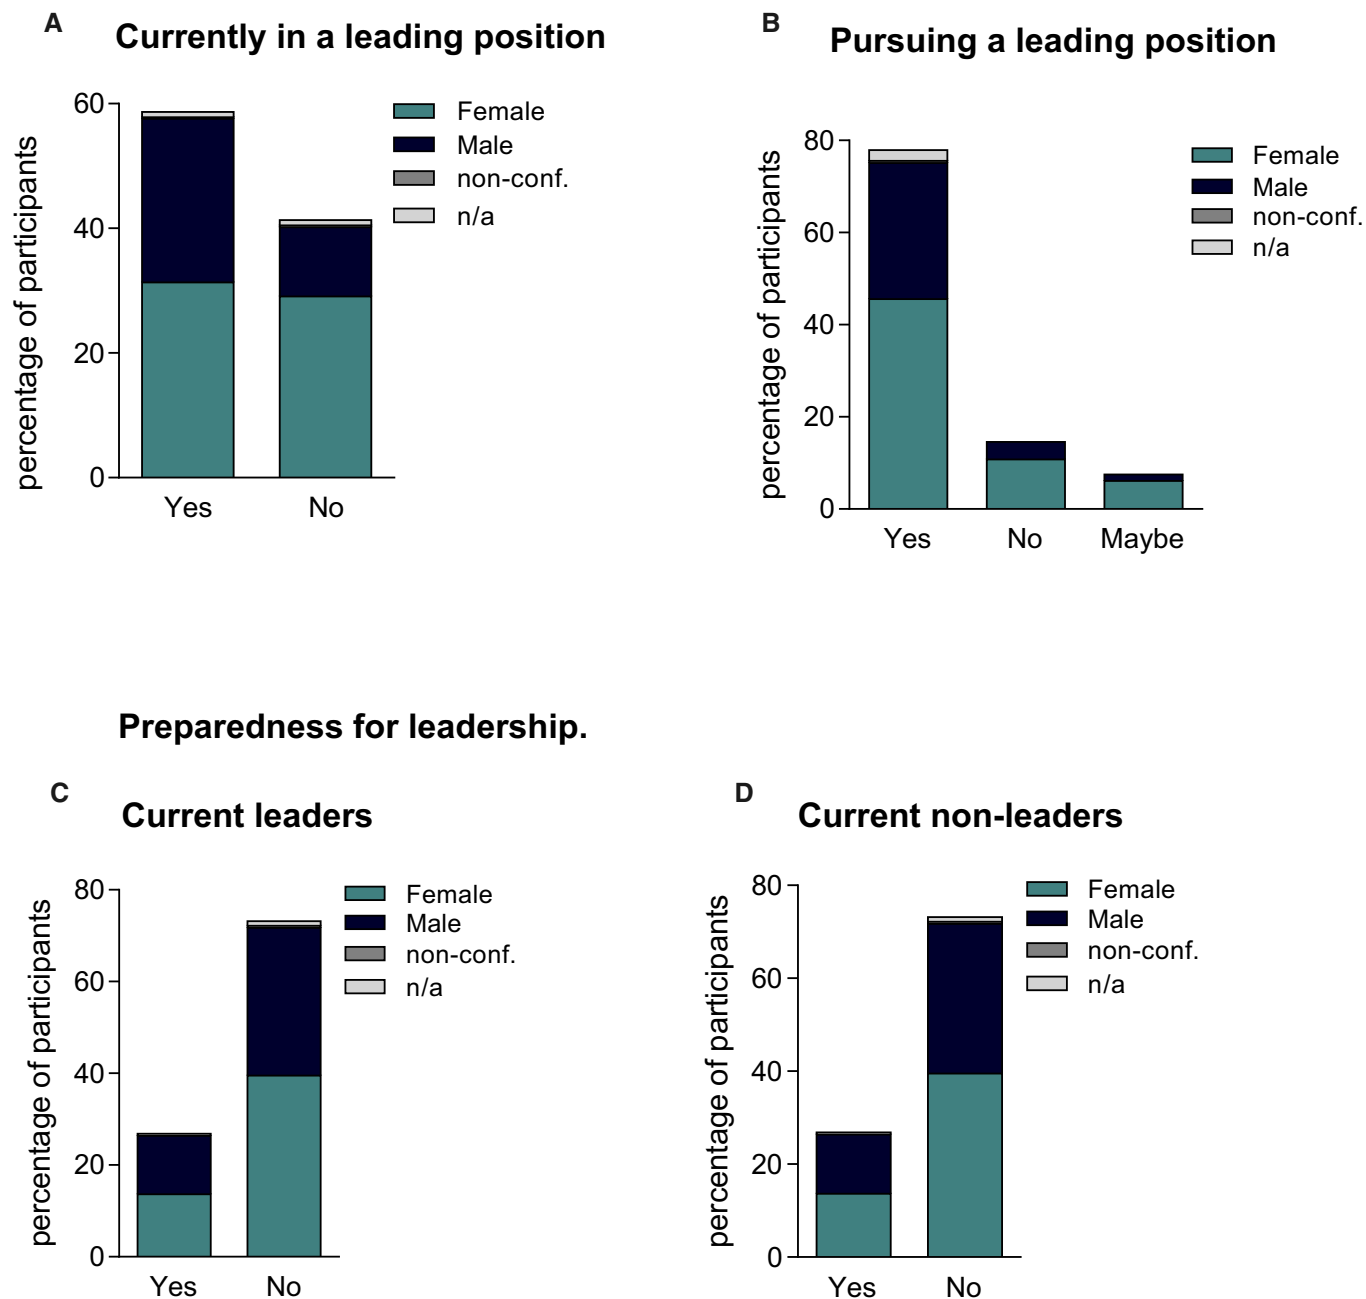 A
Currently in a leading position
percentage of participants
60
40
20
0
Yes
No
Female
Male
non-conf.
n/a
B
Pursuing a leading position
percentage of participants
80
60
40
20
0
Yes
No
Maybe
Female
Male
non-conf.
n/a
Preparedness for leadership.
C
Current leaders
percentage of participants
80
60
40
20
0
Yes
No
Female
Male
non-conf.
n/a
D
Current non-leaders
percentage of participants
80
60
40
20
0
Yes
No
Female
Male
non-conf.
n/a